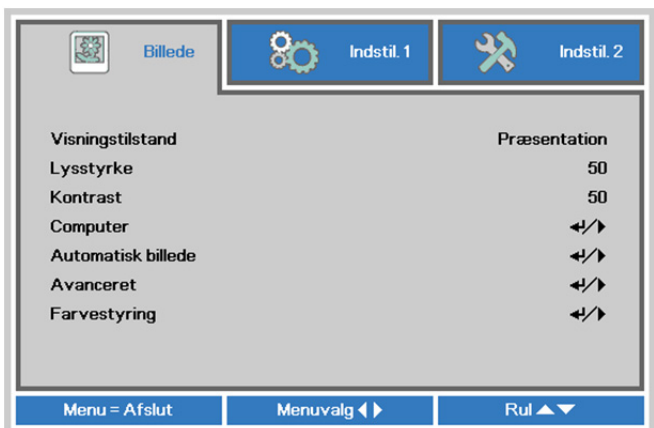 Billede Indstil. 1 Indstil. 2
Visningstilstand Præsentation
Lysstyrke 50
Kontrast 50
Computer ↵/▶
Automatisk billede ↵/▶
Avanceret ↵/▶
Farvestyring ↵/▶
Menu = Afslut Menuvalg ◀ ▶ Rul ▲ ▼